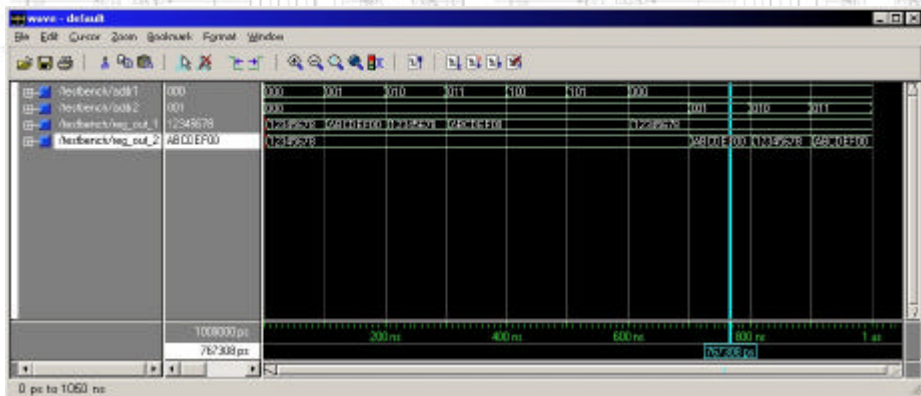 wave - default
File Edit Cursor Zoom Bookmark Format Window
/testbench/addr1 000 000 001 010 011 100 101 000
/testbench/addr2 001 000 001 010 011
/testbench/reg_out_1 12345678 12345678 ABCDEF00 12345678 ABCDEF00 12345678
/testbench/reg_out_2 ABCDEF00 12345678 ABCDEF00 12345678 ABCDEF00
ps 200 ns 400 ns 600 ns 800 ns 1 us
767308 ps 767308 ps
0 ps to 1050 ns